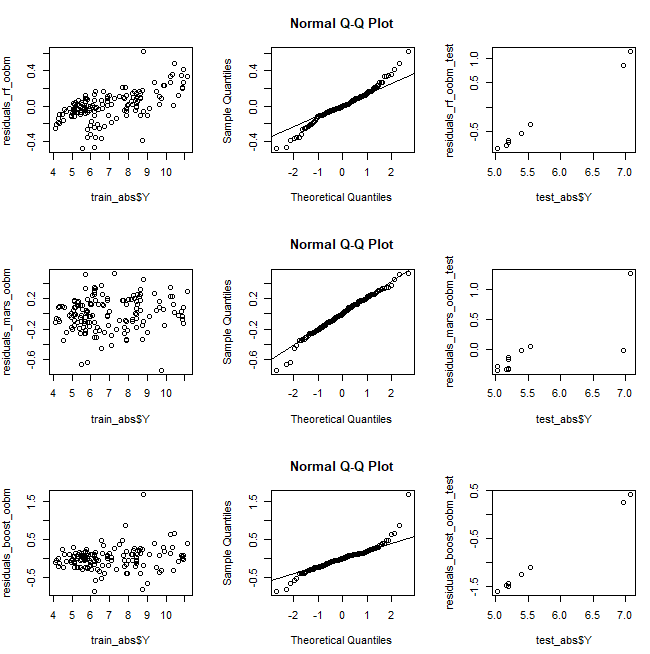 Normal Q-Q Plot
residuals_rf_oobm
-0.4 0.0 0.4
4 5 6 7 8 9 10
train_abs$Y
Sample Quantiles
-0.4 0.0 0.4
-2 -1 0 1 2
Theoretical Quantiles
residuals_rf_oobm_test
-0.5 0.5 1.0
5.0 5.5 6.0 6.5 7.0
test_abs$Y
Normal Q-Q Plot
residuals_mars_oobm
-0.6 -0.2 0.2
4 5 6 7 8 9 10
train_abs$Y
Sample Quantiles
-0.6 -0.2 0.2
-2 -1 0 1 2
Theoretical Quantiles
residuals_mars_oobm_test
0.0 0.5 1.0
5.0 5.5 6.0 6.5 7.0
test_abs$Y
Normal Q-Q Plot
residuals_boost_oobm
-0.5 0.5 1.5
4 5 6 7 8 9 10
train_abs$Y
Sample Quantiles
-0.5 0.5 1.5
-2 -1 0 1 2
Theoretical Quantiles
residuals_boost_oobm_test
-1.5 -0.5 0.5
5.0 5.5 6.0 6.5 7.0
test_abs$Y